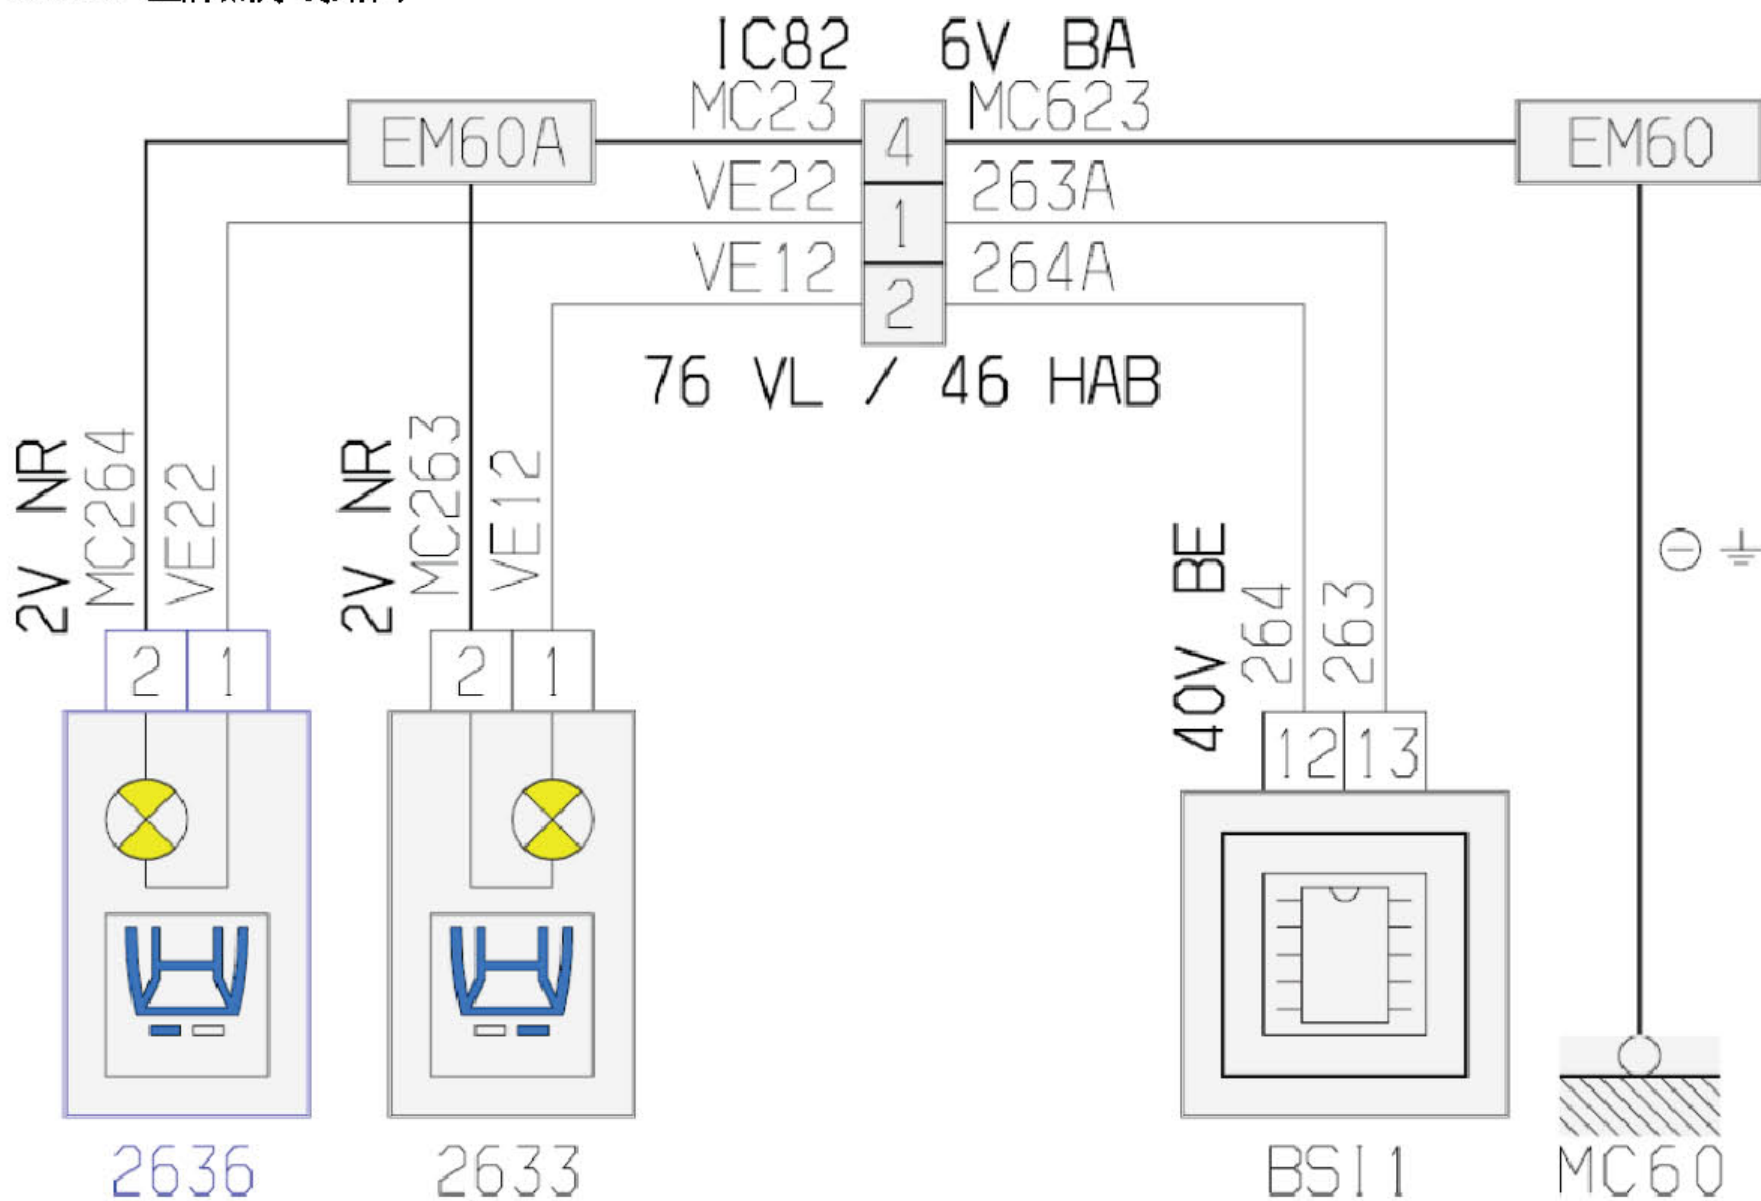 IC82 6V BA
MC23 4 MC623
EM60A
EM60
VE22 1 263A
VE12 2 264A
76 VL / 46 HAB
2V NR
MC264
VE22
2V NR
MC263
VE12
40V BE
264
263
2 1
2 1
12 13
2636
2633
BSI1
MC60